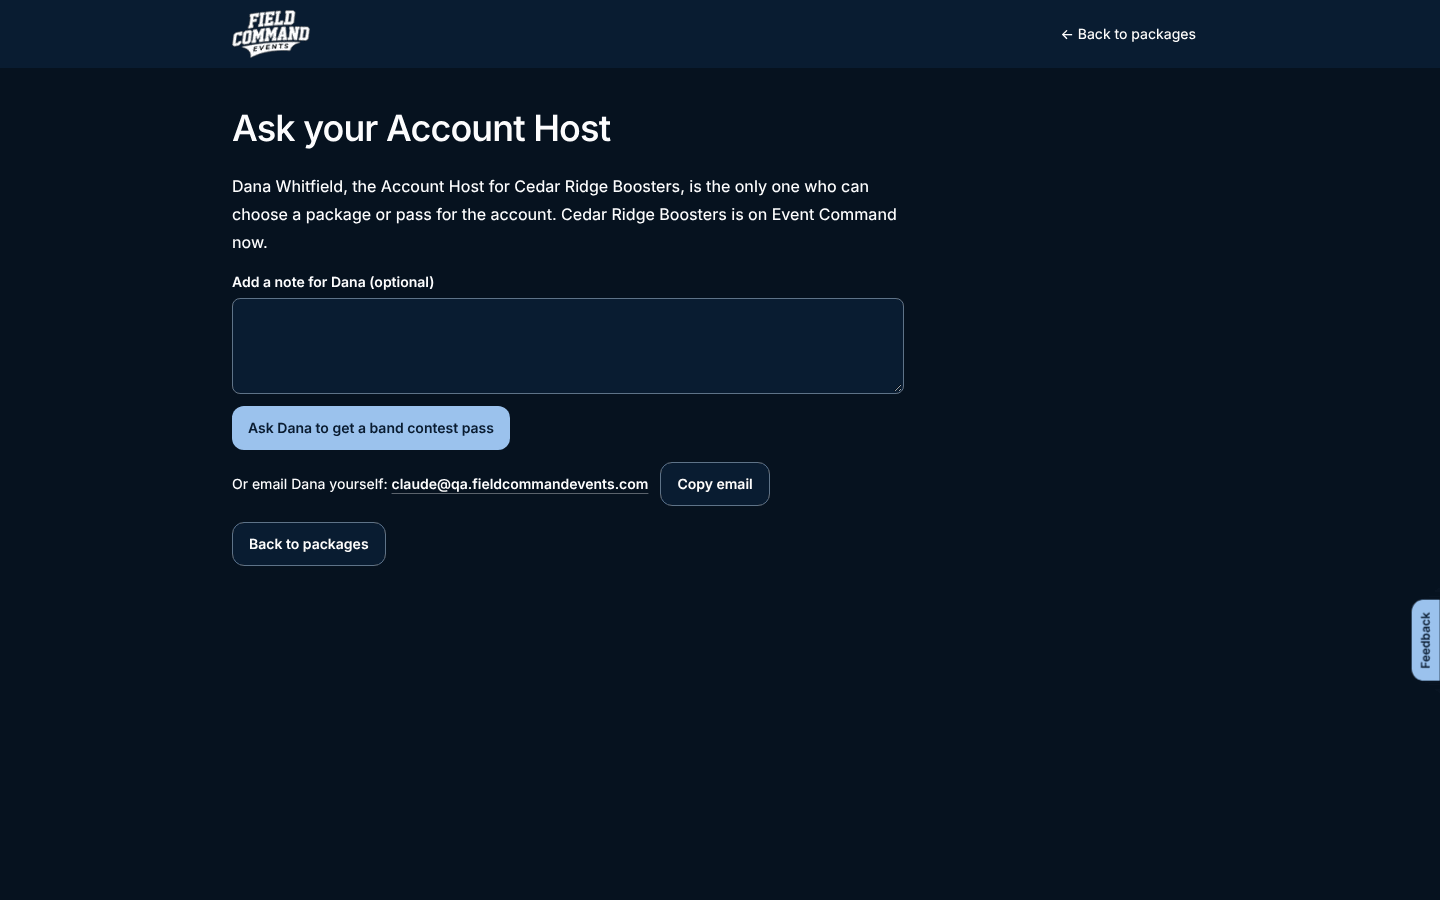 FIELD
COMMAND
EVENTS
← Back to packages
Ask your Account Host
Dana Whitfield, the Account Host for Cedar Ridge Boosters, is the only one who can
choose a package or pass for the account. Cedar Ridge Boosters is on Event Command
now.
Add a note for Dana (optional)
Ask Dana to get a band contest pass
Or email Dana yourself: claude@qa.fieldcommandevents.com Copy email
Back to packages
Feedback